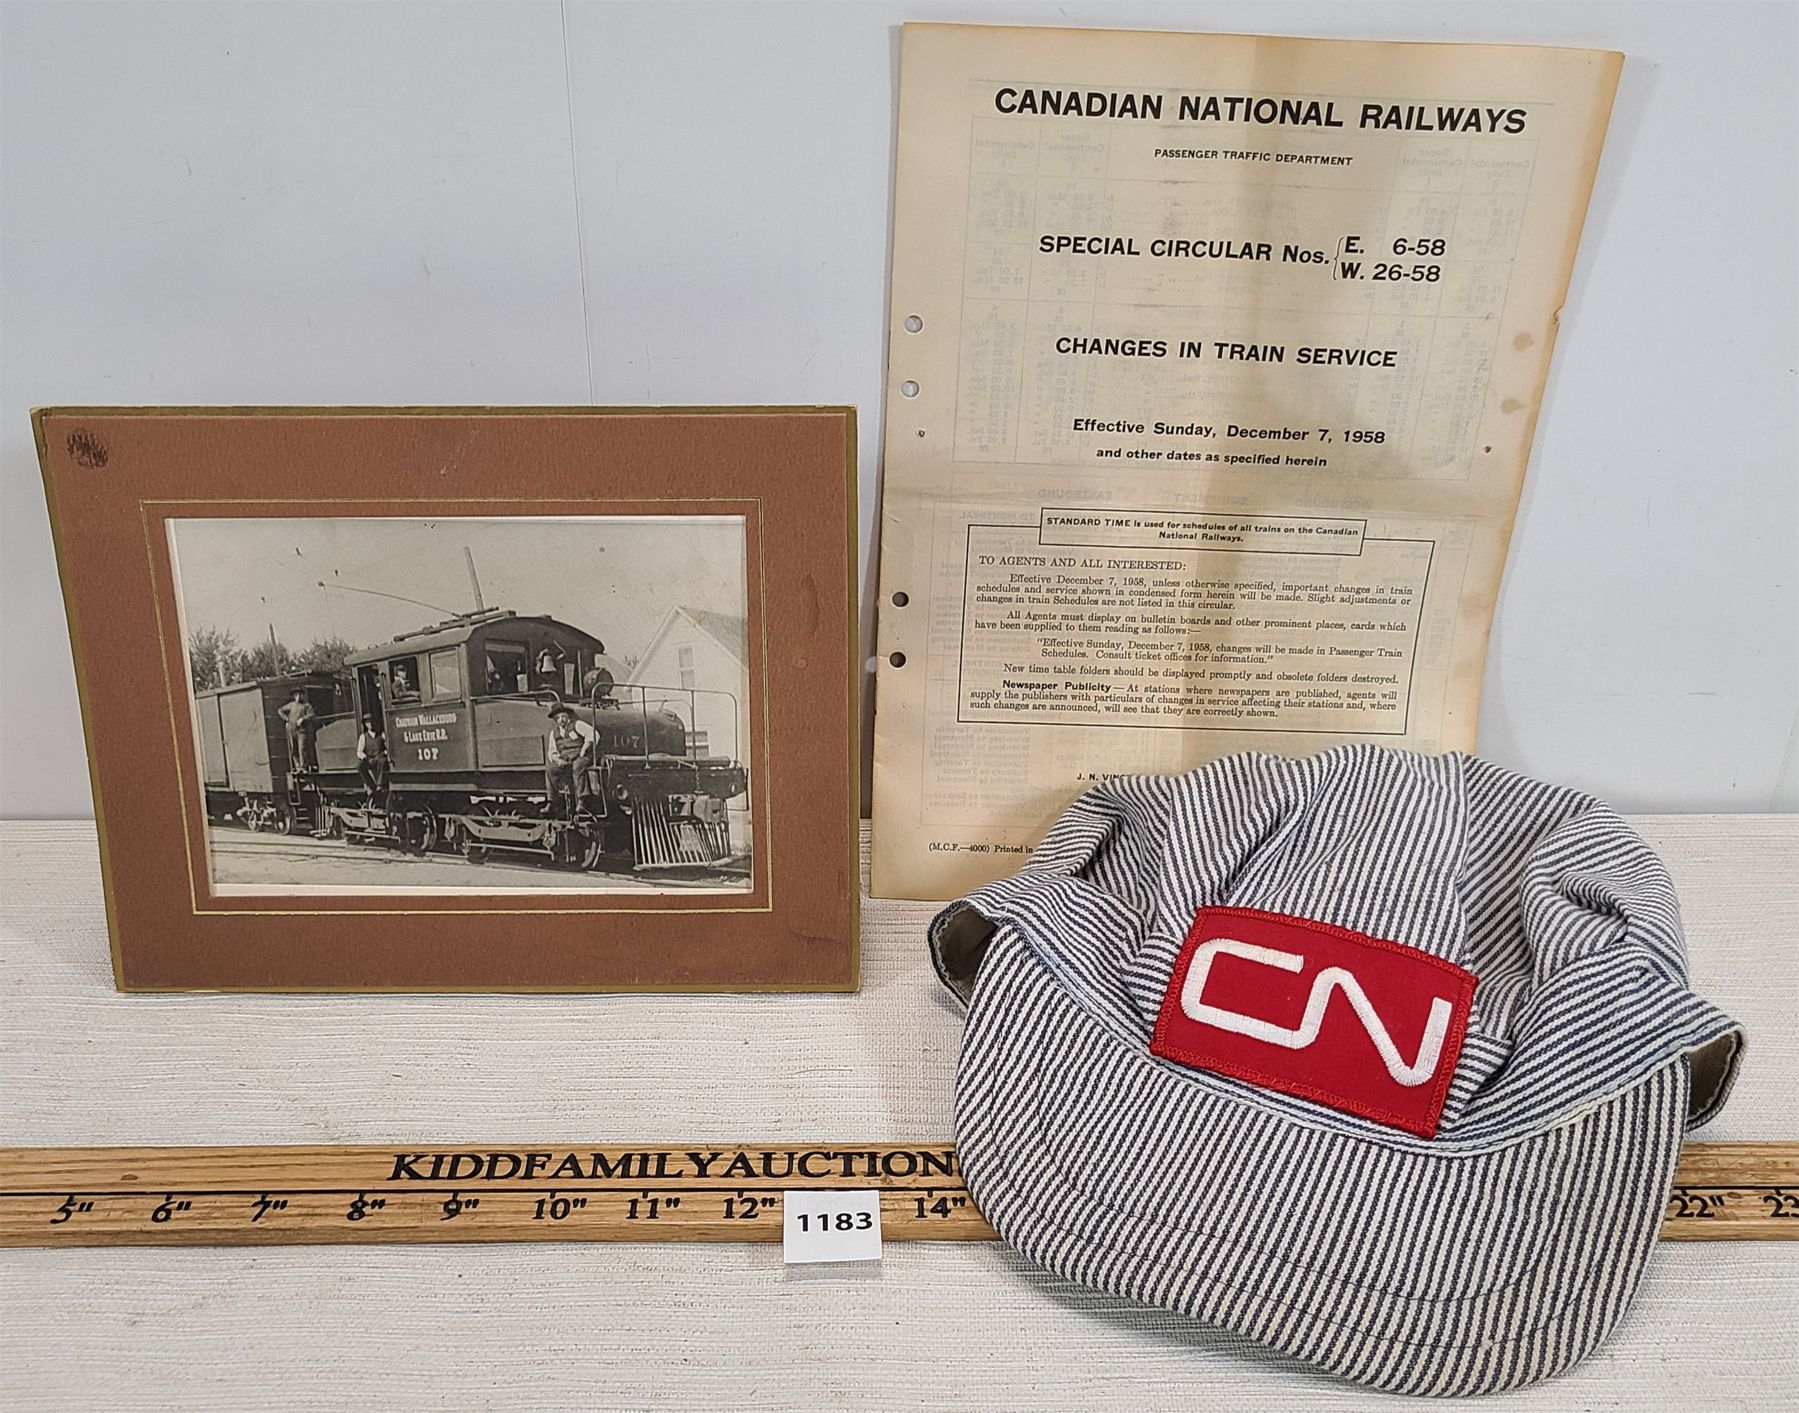 CANADIAN NATIONAL RAILWAYS
PASSENGER TRAFFIC DEPARTMENT
SPECIAL CIRCULAR Nos. { E. 6-58
W. 26-58
CHANGES IN TRAIN SERVICE
Effective Sunday, December 7, 1958
and other dates as specified herein
STANDARD TIME is used for schedules of all trains on the Canadian
National Railways.
TO AGENTS AND ALL INTERESTED:
Effective December 7, 1958, unless otherwise specified, important changes in train
schedules and service shown in condensed form herein will be made. Slight adjustments or
changes in train Schedules are not listed in this circular.
All Agents must display on bulletin boards and other prominent places, cards which
have been supplied to them reading as follows:—
"Effective Sunday, December 7, 1958, changes will be made in Passenger Train
Schedules. Consult ticket offices for information."
New time table folders should be displayed promptly and obsolete folders destroyed.
Newspaper Publicity — At stations where newspapers are published, agents will
supply the publishers with particulars of changes in service affecting their stations and, where
such changes are announced, will see that they are correctly shown.
J. N. VINC
(M.C.F.—4000) Printed in
CHATHAM WALLACEBURG
& LAKE ERIE R.R.
107
107
CN
KIDDFAMILYAUCTION
5" 6" 7" 8" 9" 10" 11" 12" 14" 22" 23
1183